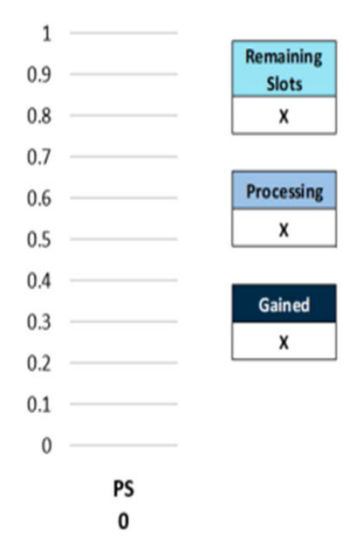 1
0.9
0.8
0.7
0.6
0.5
0.4
0.3
0.2
0.1
0
PS
0
Remaining
Slots
X
Processing
X
Gained
X